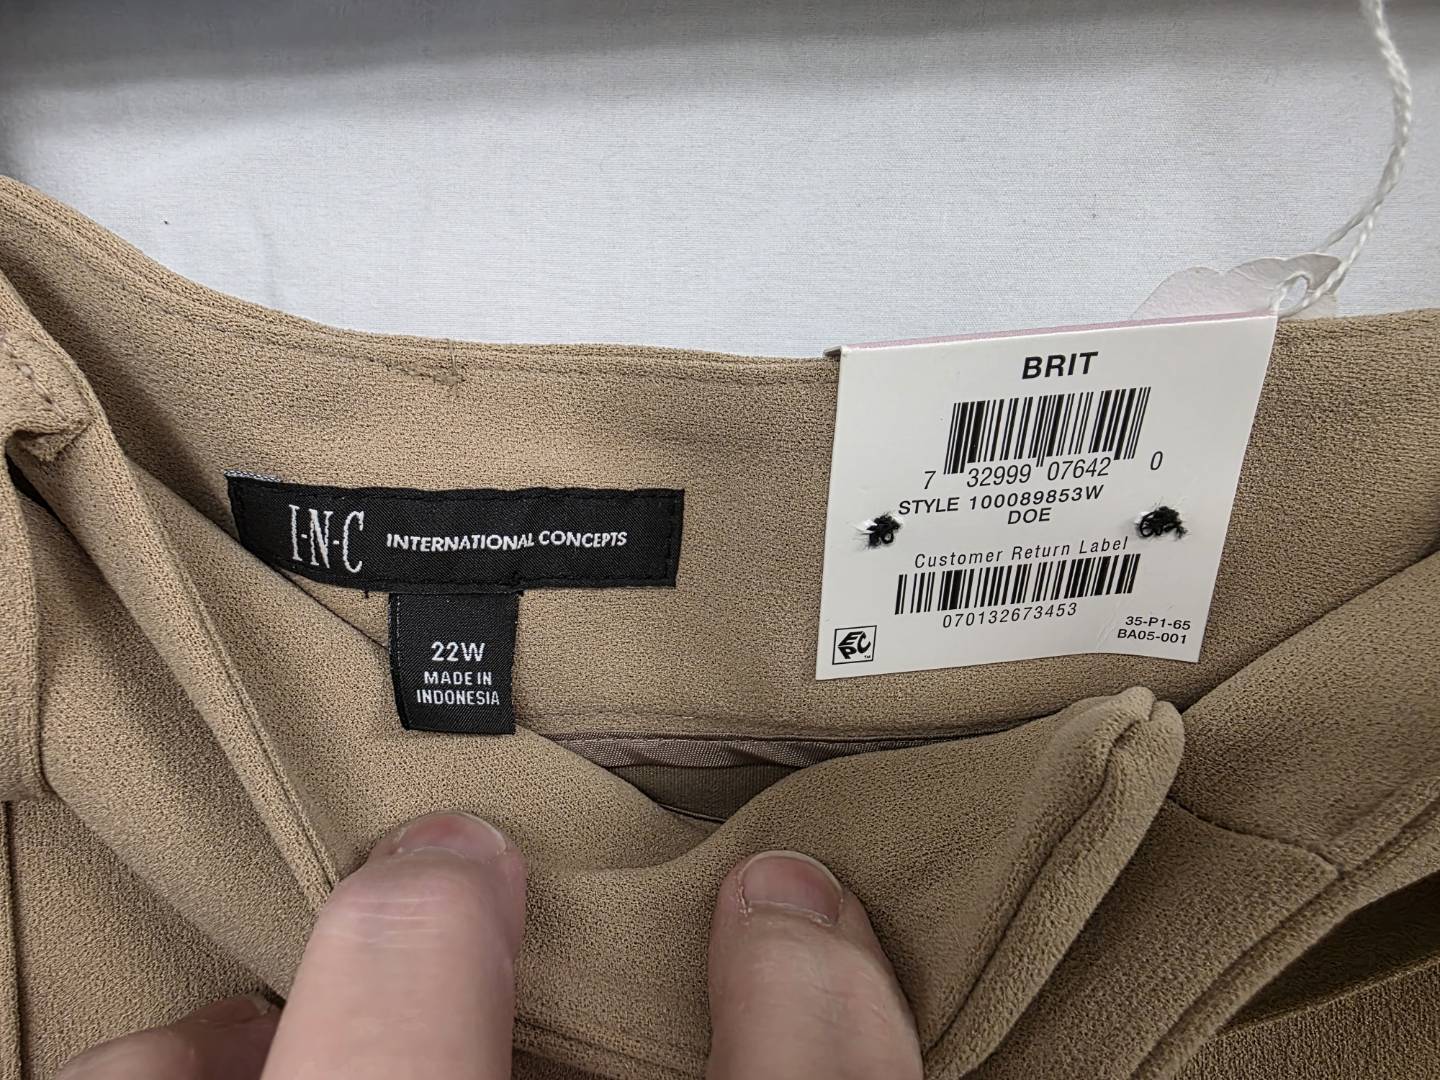 I·N·C INTERNATIONAL CONCEPTS
22W
MADE IN
INDONESIA
BRIT
7 32999 07642 0
STYLE 100089853W
DOE
Customer Return Label
070132673453
35-P1-65
BA05-001
EPC™